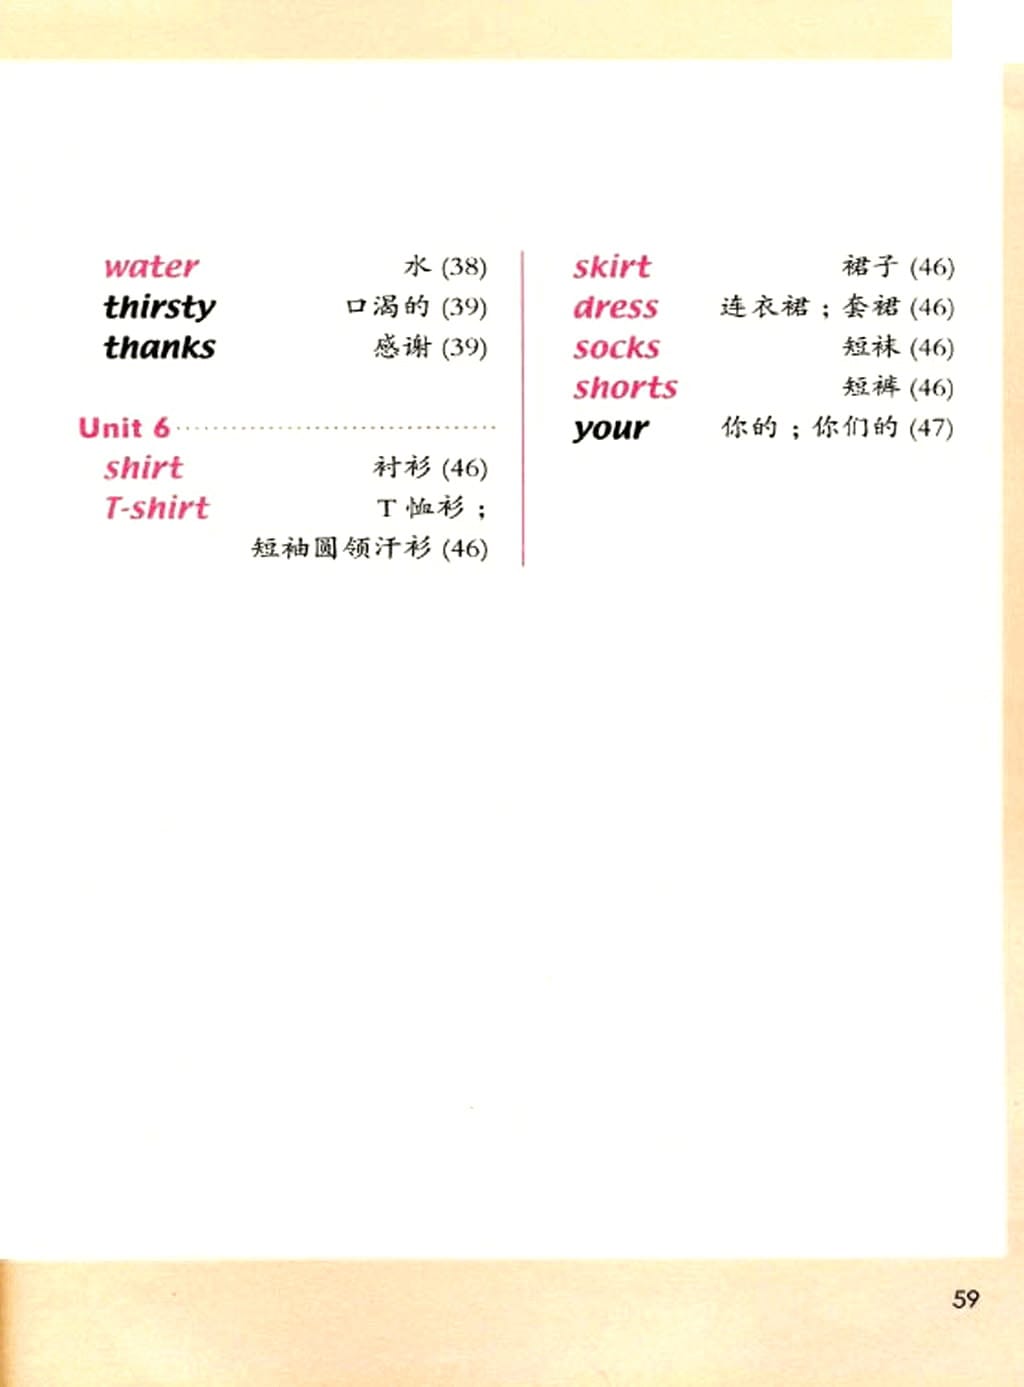 water 水 (38)
thirsty 口渴的 (39)
thanks 感谢 (39)
Unit 6
shirt 衬衫 (46)
T-shirt T 恤衫；
短袖圆领汗衫 (46)
skirt 裙子 (46)
dress 连衣裙；套裙 (46)
socks 短袜 (46)
shorts 短裤 (46)
your 你的；你们的 (47)
59